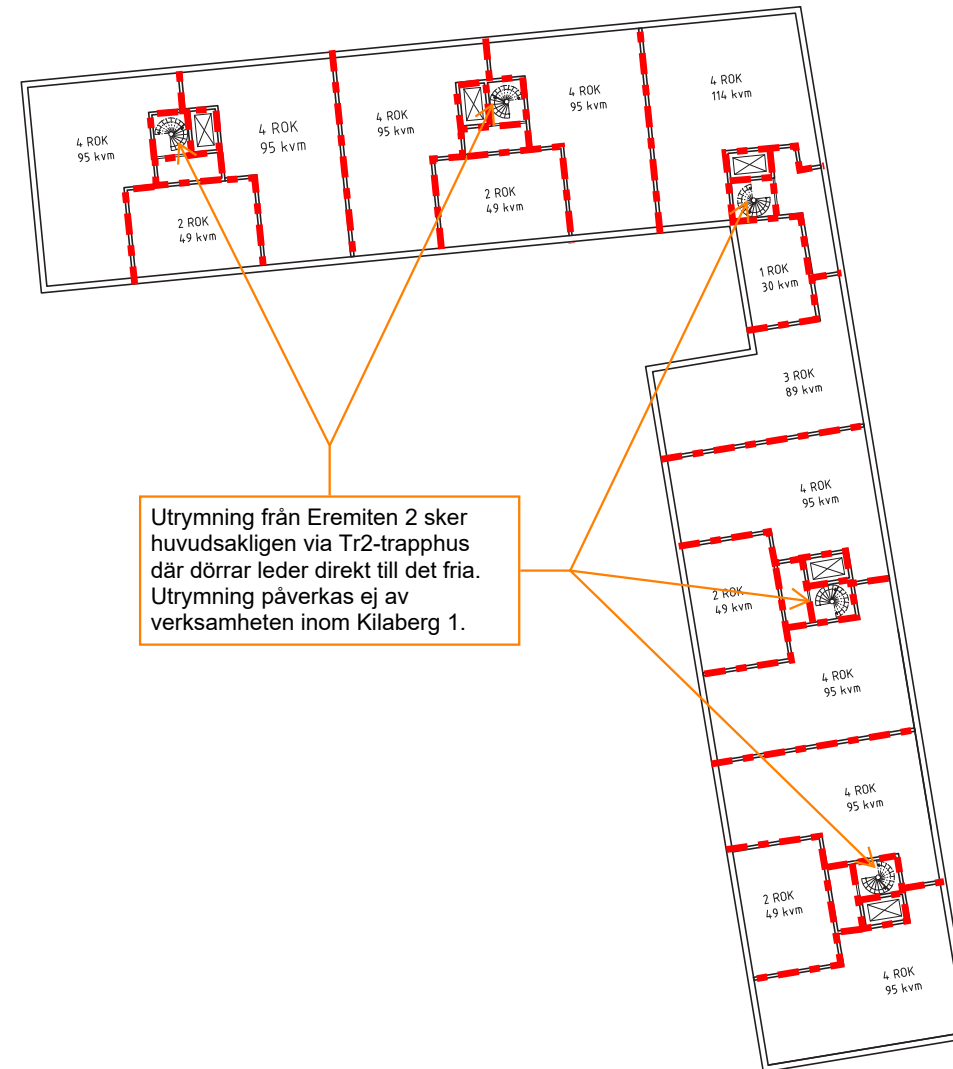 4 ROK
114 kvm
4 ROK
95 kvm
4 ROK
95 kvm
4 ROK
95 kvm
4 ROK
95 kvm
2 ROK
49 kvm
2 ROK
49 kvm
1 ROK
30 kvm
3 ROK
89 kvm
4 ROK
95 kvm
Utrymning från Eremiten 2 sker
huvudsakligen via Tr2-trapphus
där dörrar leder direkt till det fria.
Utrymning påverkas ej av
verksamheten inom Kilaberg 1.
2 ROK
49 kvm
4 ROK
95 kvm
4 ROK
95 kvm
2 ROK
49 kvm
4 ROK
95 kvm